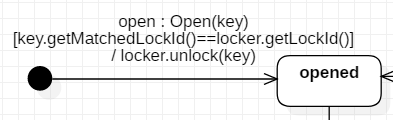 open : Open(key)
[key.getMatchedLockId()==locker.getLockId()]
/ locker.unlock(key)
opened